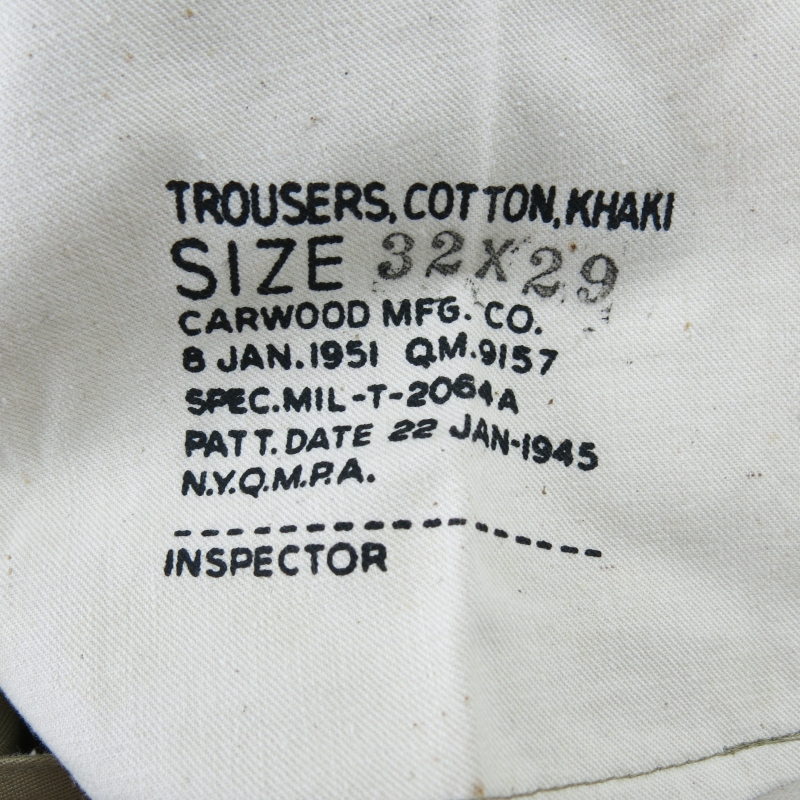 TROUSERS, COTTON, KHAKI
SIZE 32X29
CARWOOD MFG. CO.
8 JAN. 1951 QM.9157
SPEC.MIL-T-2064A
PATT. DATE 22 JAN-1945
N.Y.Q.M.P.A.
INSPECTOR